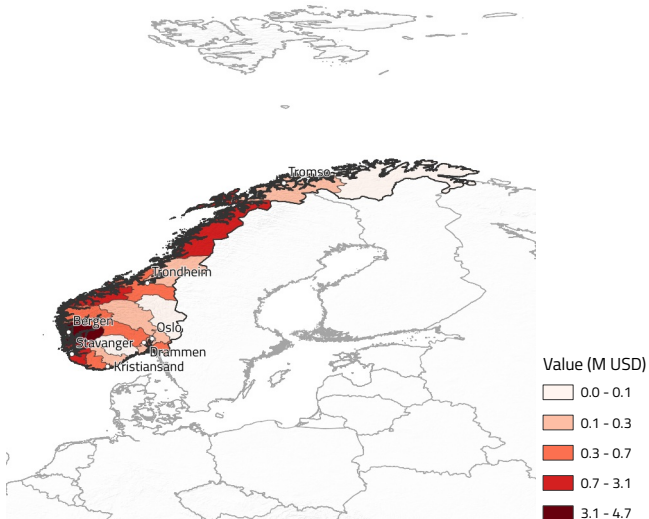 Tromso
Trondheim
Bergen
Oslo
Stavanger
Drammen
Kristiansand
Value (M USD)
0.0 - 0.1
0.1 - 0.3
0.3 - 0.7
0.7 - 3.1
3.1 - 4.7